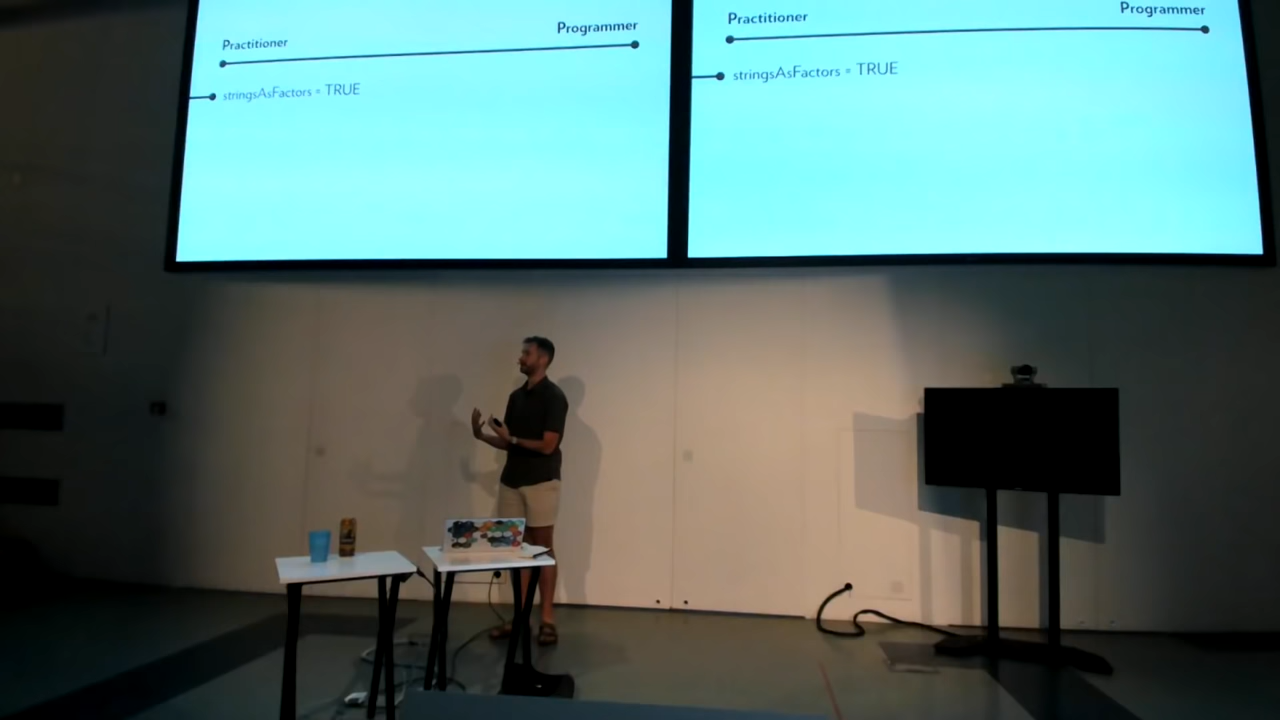 Practitioner
Programmer
stringsAsFactors = TRUE
Practitioner
Programmer
stringsAsFactors = TRUE